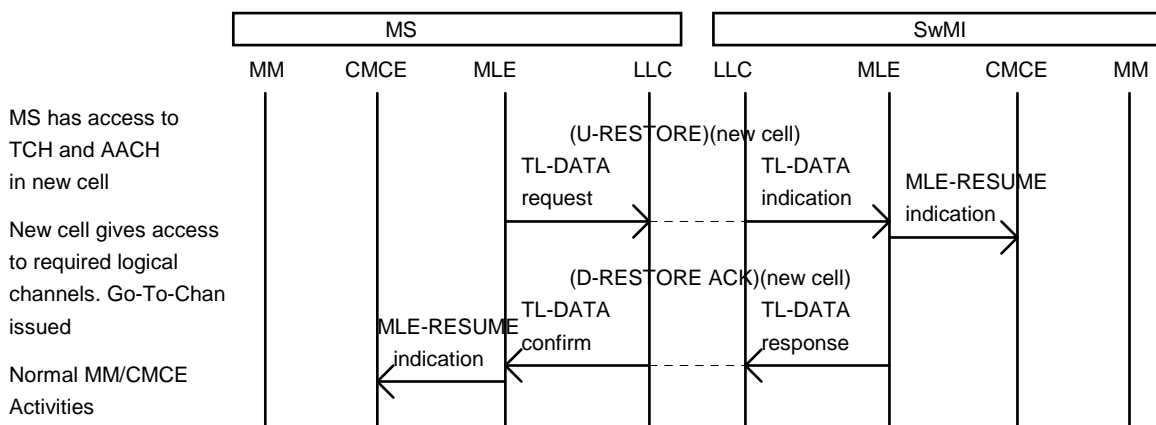 MS SwMI
MM CMCE MLE LLC LLC MLE CMCE MM
MS has access to
TCH and AACH
in new cell
(U-RESTORE)(new cell)
TL-DATA
request
TL-DATA
indication
MLE-RESUME
indication
New cell gives access
to required logical
channels. Go-To-Chan
issued
(D-RESTORE ACK)(new cell)
TL-DATA
confirm
TL-DATA
response
MLE-RESUME
indication
Normal MM/CMCE
Activities